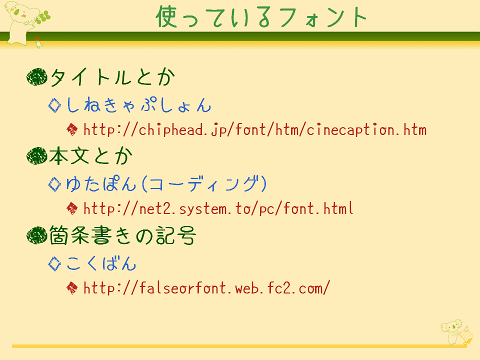 使っているフォント
タイトルとか
しねきゃぷしょん
http://chiphead.jp/font/htm/cinecaption.htm
本文とか
ゆたぽん(コーディング)
http://net2.system.to/pc/font.html
箇条書きの記号
こくばん
http://falseorfont.web.fc2.com/